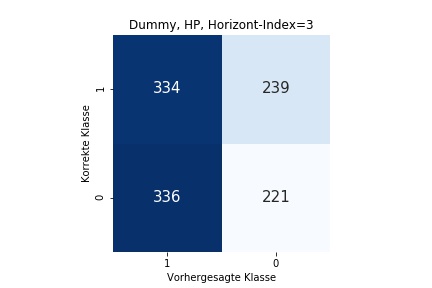 Dummy, HP, Horizont-Index=3
Korrekte Klasse
1
334
239
0
336
221
1
0
Vorhergesagte Klasse